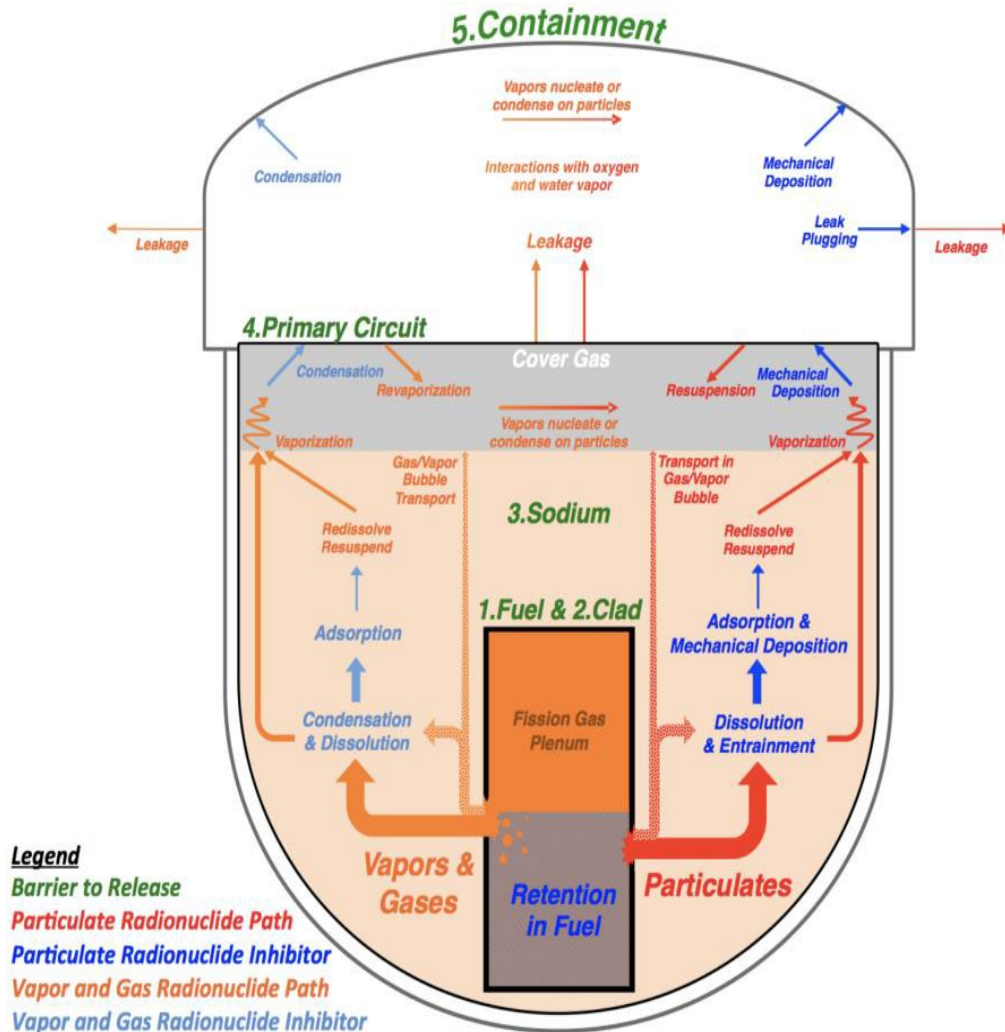 5.Containment
Vapors nucleate or
condense on particles
Condensation
Interactions with oxygen
and water vapor
Mechanical
Deposition
Leakage
Leakage
Leak
Plugging
Leakage
4.Primary Circuit
Cover Gas
Condensation
Revaporization
Resuspension
Mechanical
Deposition
Vaporization
Vapors nucleate or
condense on particles
Vaporization
Gas/Vapor
Bubble
Transport
Transport in
Gas/Vapor
Bubble
3.Sodium
Redissolve
Resuspend
Redissolve
Resuspend
1.Fuel & 2.Clad
Adsorption
Adsorption &
Mechanical Deposition
Condensation
& Dissolution
Fission Gas
Plenum
Dissolution
& Entrainment
Vapors &
Gases
Retention
in Fuel
Particulates
Legend
Barrier to Release
Particulate Radionuclide Path
Particulate Radionuclide Inhibitor
Vapor and Gas Radionuclide Path
Vapor and Gas Radionuclide Inhibitor